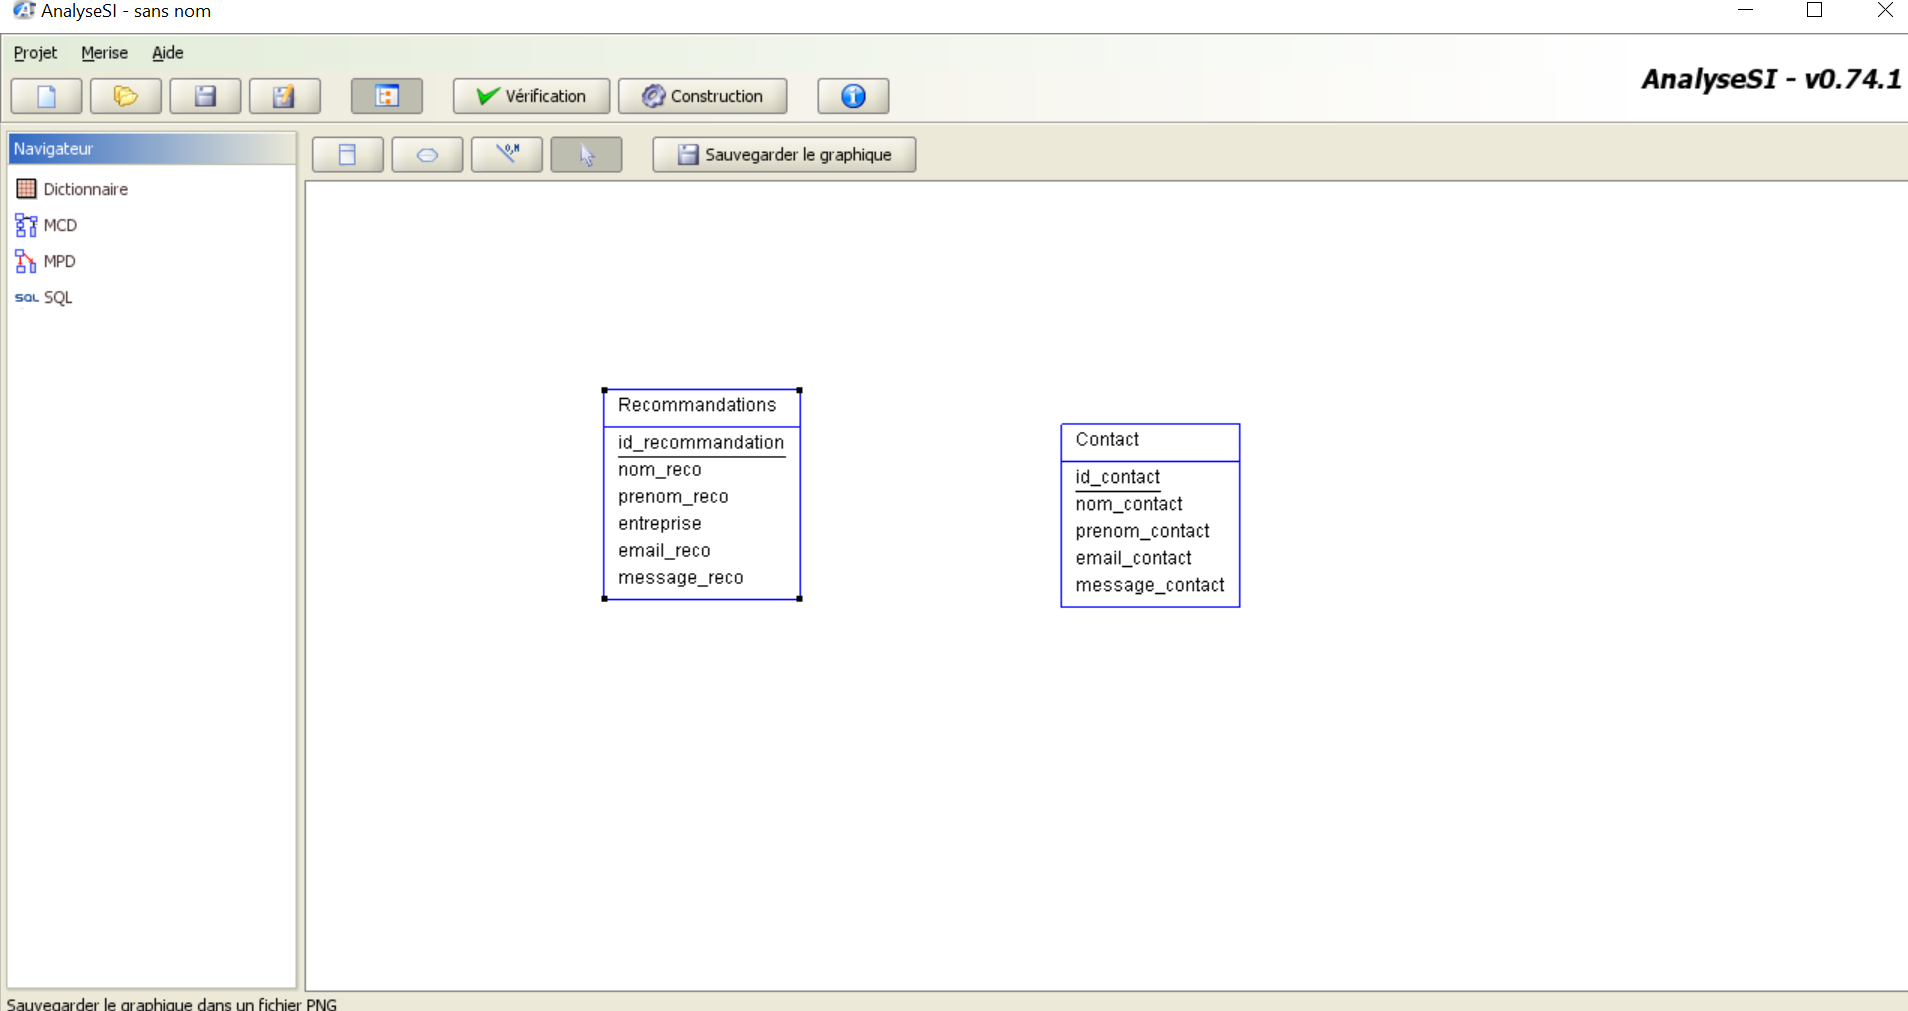 AnalyseSI - sans nom
Projet Merise Aide
Vérification Construction
AnalyseSI - v0.74.1
Navigateur
0,N
Sauvegarder le graphique
Dictionnaire
MCD
MPD
SQL SQL
Recommandations
id_recommandation
nom_reco
prenom_reco
entreprise
email_reco
message_reco
Contact
id_contact
nom_contact
prenom_contact
email_contact
message_contact
Sauvegarder le graphique dans un fichier PNG